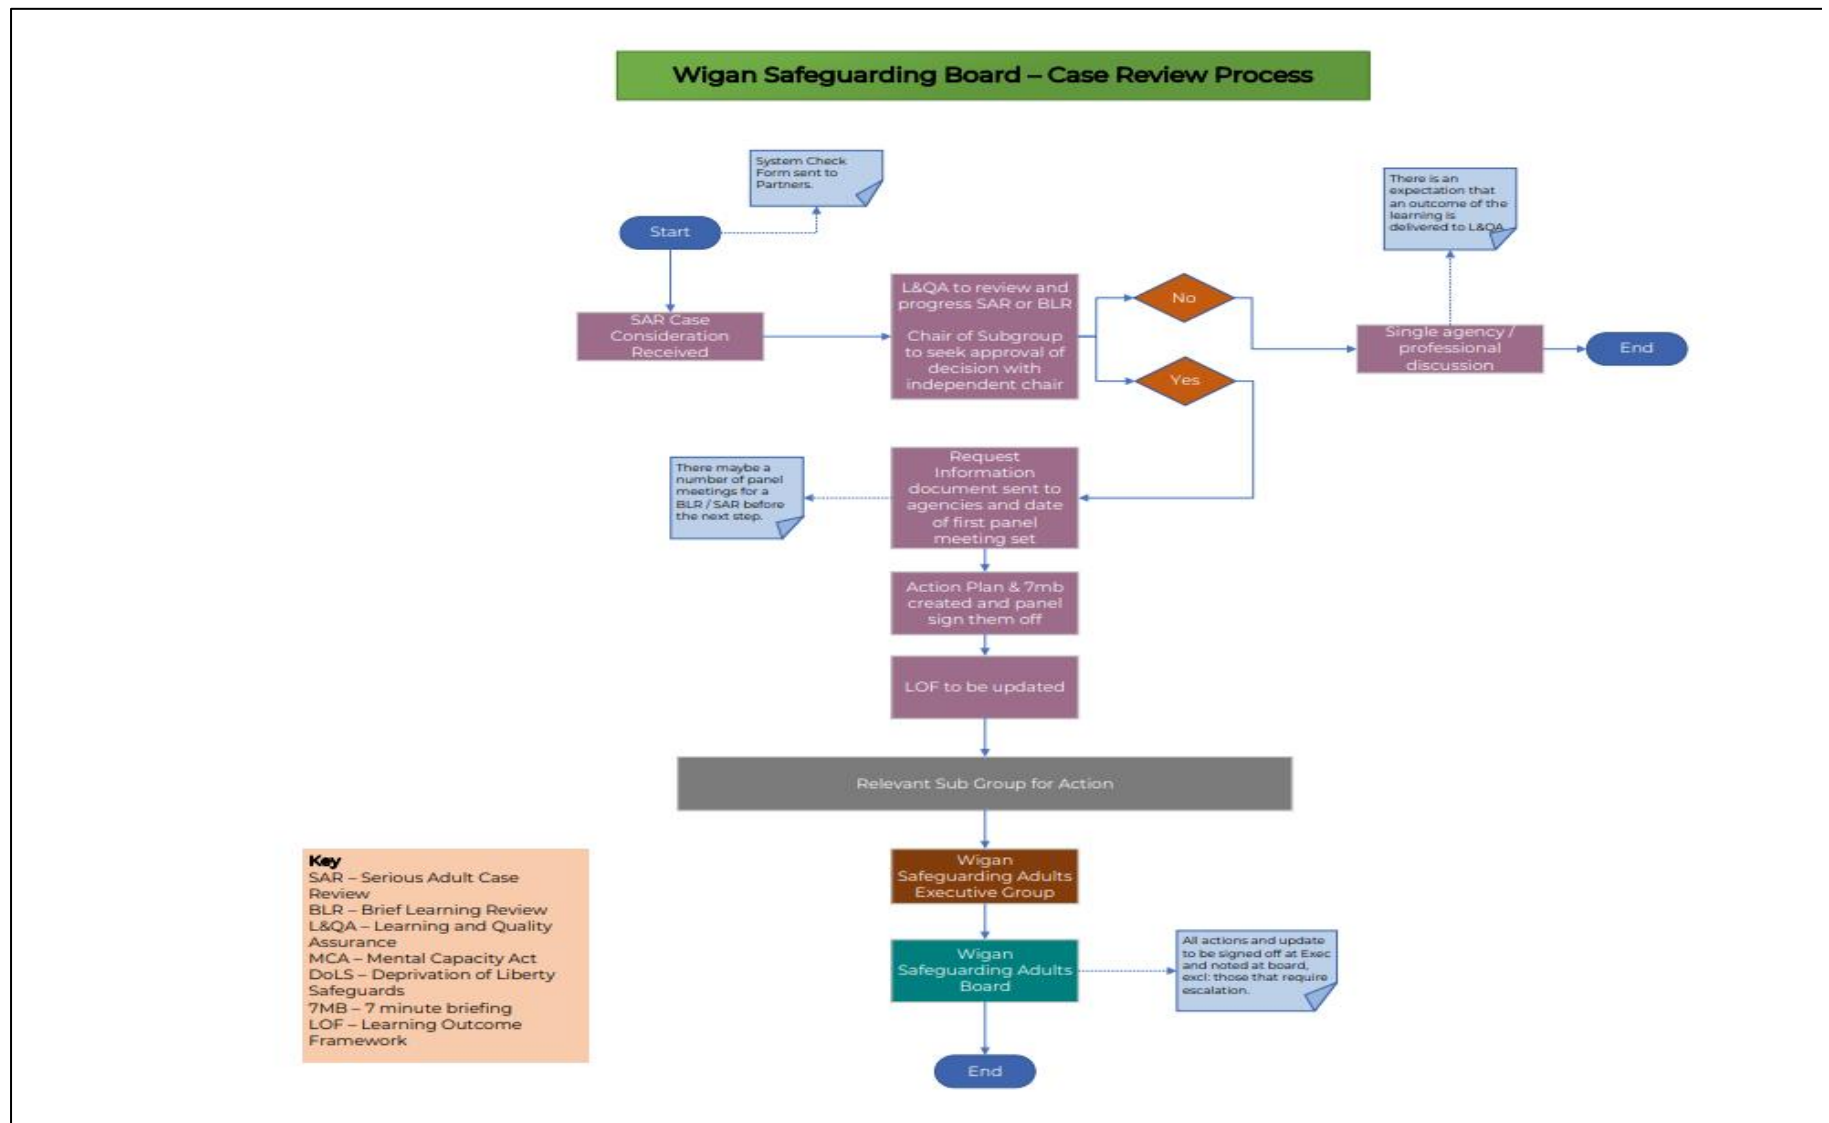 Wigan Safeguarding Board – Case Review Process
System Check
Form sent to
Partners.
There is an
expectation that
an outcome of the
learning is
delivered to L&QA
Start
L&QA to review and
progress SAR or BLR
Chair of Subgroup
to seek approval of
decision with
independent chair
No
SAR Case
Consideration
Received
Single agency /
professional
discussion
End
Yes
Request
Information
document sent to
agencies and date
of first panel
meeting set
There maybe a
number of panel
meetings for a
BLR / SAR before
the next step.
Action Plan & 7mb
created and panel
sign them off
LOF to be updated
Relevant Sub Group for Action
Key
SAR – Serious Adult Case
Review
BLR – Brief Learning Review
L&QA – Learning and Quality
Assurance
MCA – Mental Capacity Act
DoLS – Deprivation of Liberty
Safeguards
7MB – 7 minute briefing
LOF – Learning Outcome
Framework
Wigan
Safeguarding Adults
Executive Group
Wigan
Safeguarding Adults
Board
All actions and update
to be signed off at Exec
and noted at board,
excl: those that require
escalation.
End